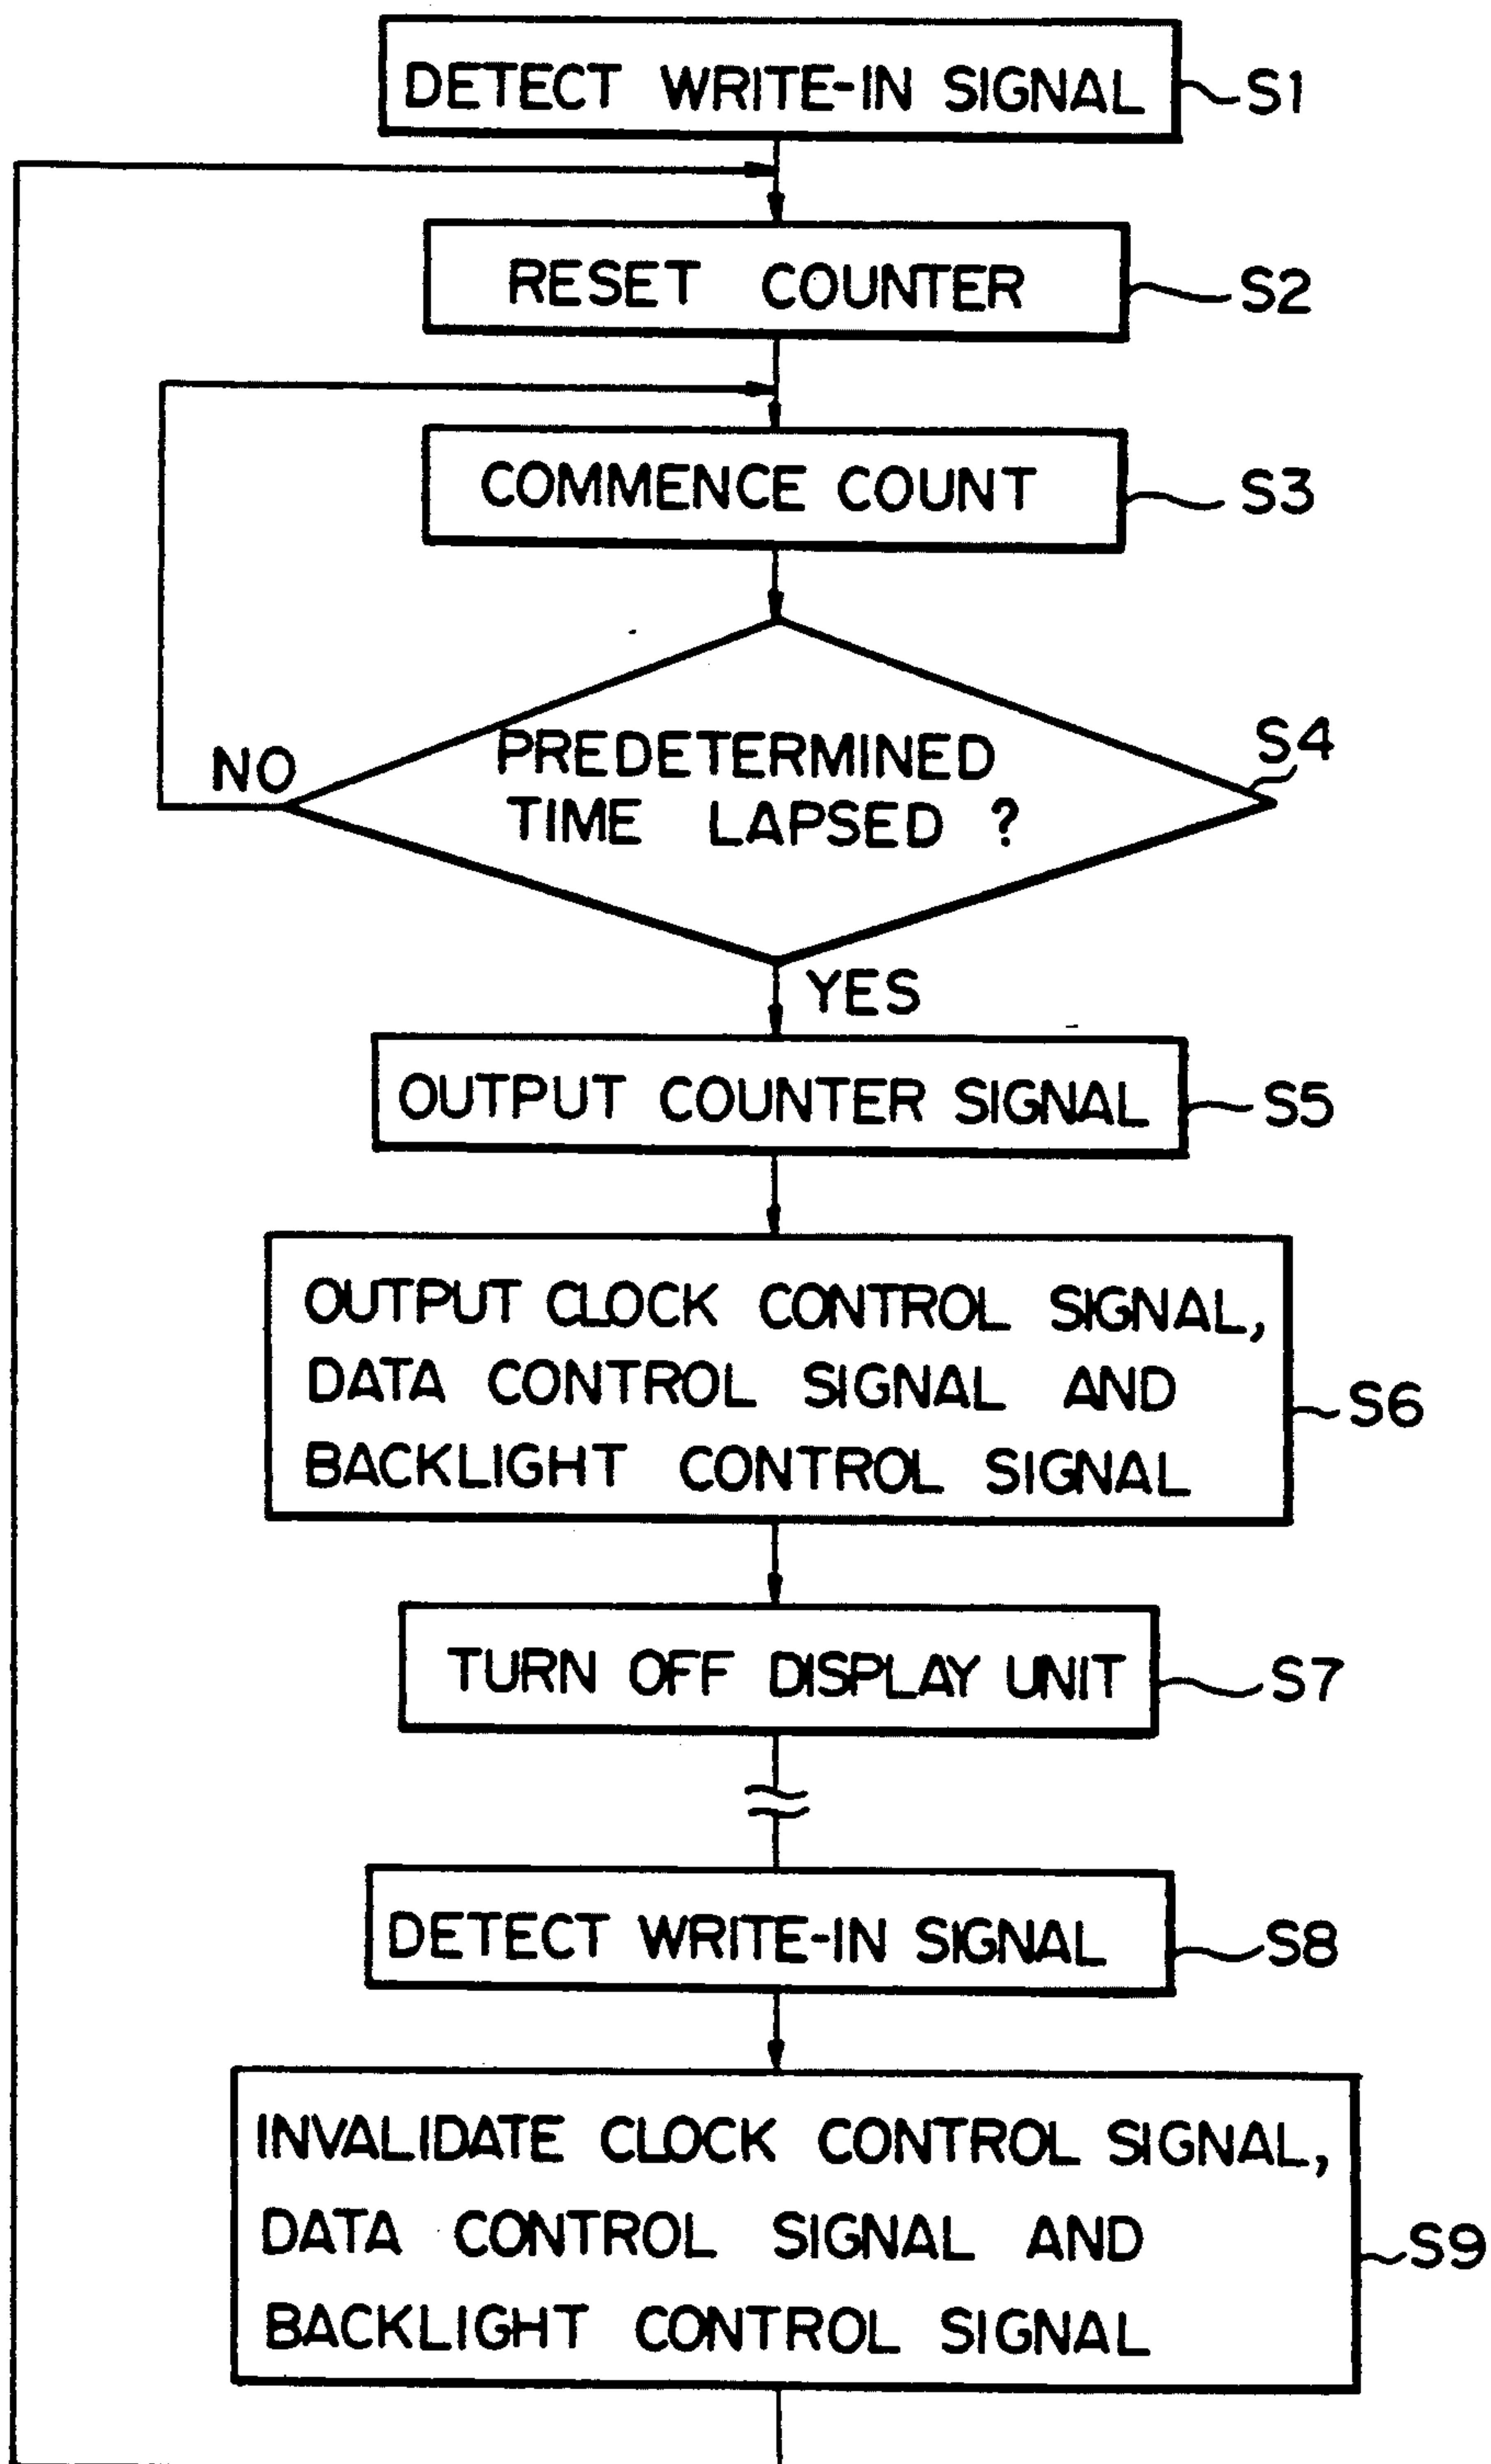 DETECT WRITE-IN SIGNAL S1
RESET COUNTER S2
COMMENCE COUNT S3
S4
NO
PREDETERMINED
TIME LAPSED ?
YES
OUTPUT COUNTER SIGNAL S5
OUTPUT CLOCK CONTROL SIGNAL,
DATA CONTROL SIGNAL AND
BACKLIGHT CONTROL SIGNAL
S6
TURN OFF DISPLAY UNIT S7
DETECT WRITE-IN SIGNAL S8
INVALIDATE CLOCK CONTROL SIGNAL,
DATA CONTROL SIGNAL AND
BACKLIGHT CONTROL SIGNAL
S9